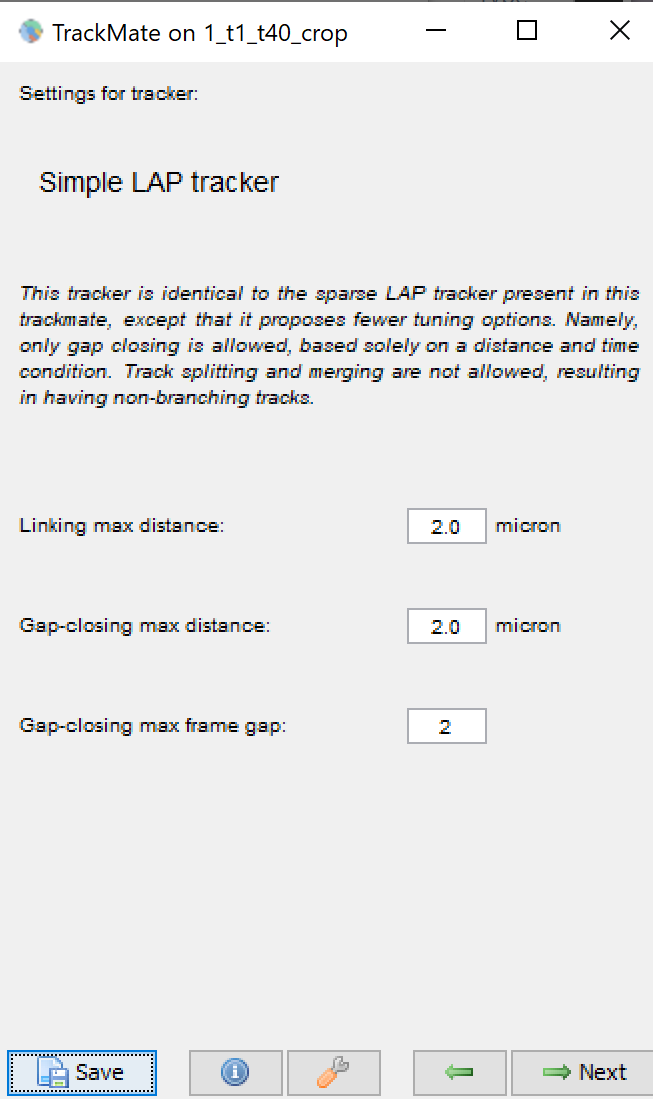 TrackMate on 1_t1_t40_crop
Settings for tracker:
Simple LAP tracker
This tracker is identical to the sparse LAP tracker present in this
trackmate, except that it proposes fewer tuning options. Namely,
only gap closing is allowed, based solely on a distance and time
condition. Track splitting and merging are not allowed, resulting
in having non-branching tracks.
Linking max distance: 2.0 micron
Gap-closing max distance: 2.0 micron
Gap-closing max frame gap: 2
Save Next